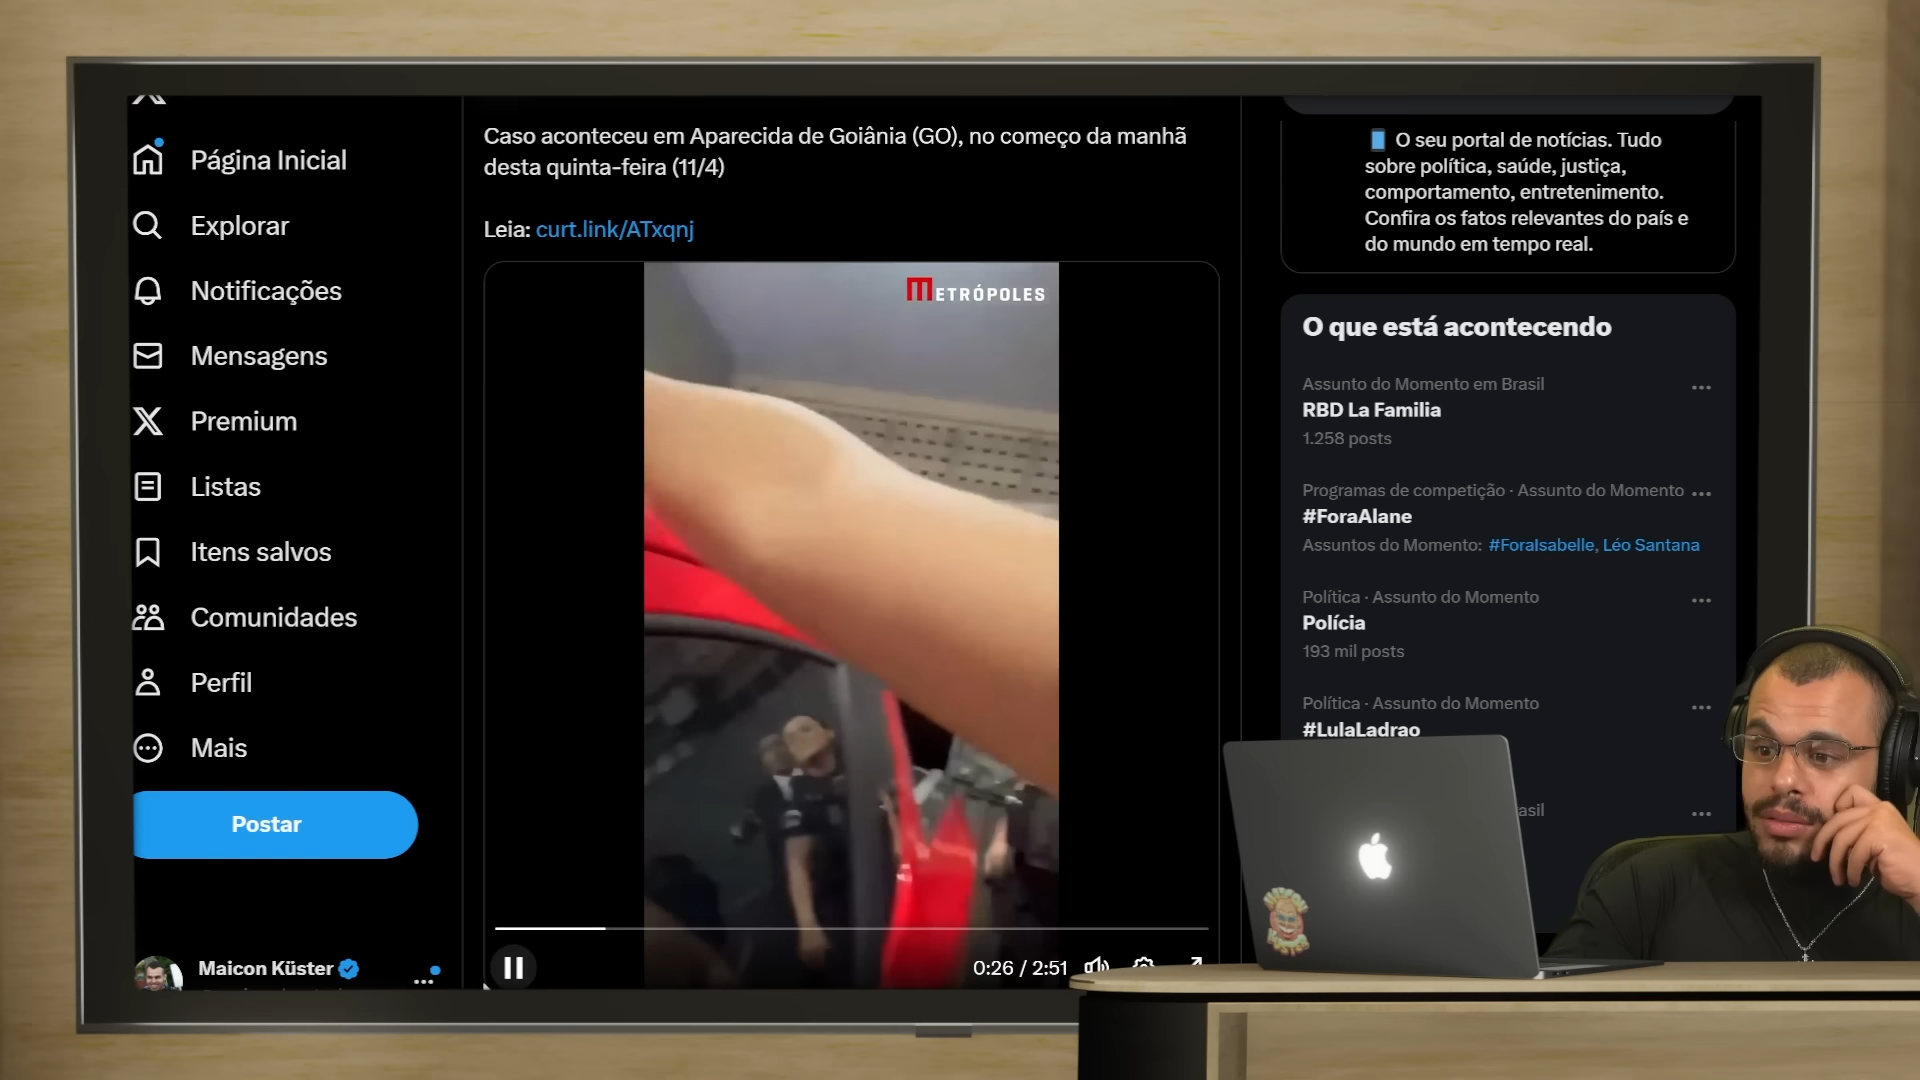 Página Inicial
Explorar
Notificações
Mensagens
Premium
Listas
Itens salvos
Comunidades
Perfil
Mais
Postar
Maicon Küster
Caso aconteceu em Aparecida de Goiânia (GO), no começo da manhã
desta quinta-feira (11/4)
Leia: curt.link/ATxqnj
METRÓPOLES
0:26 / 2:51
O seu portal de notícias. Tudo
sobre política, saúde, justiça,
comportamento, entretenimento.
Confira os fatos relevantes do país e
do mundo em tempo real.
O que está acontecendo
Assunto do Momento em Brasil
RBD La Familia
1.258 posts
Programas de competição · Assunto do Momento
#ForaAlane
Assuntos do Momento: #ForaIsabelle, Léo Santana
Política · Assunto do Momento
Polícia
193 mil posts
Política · Assunto do Momento
#LulaLadrao